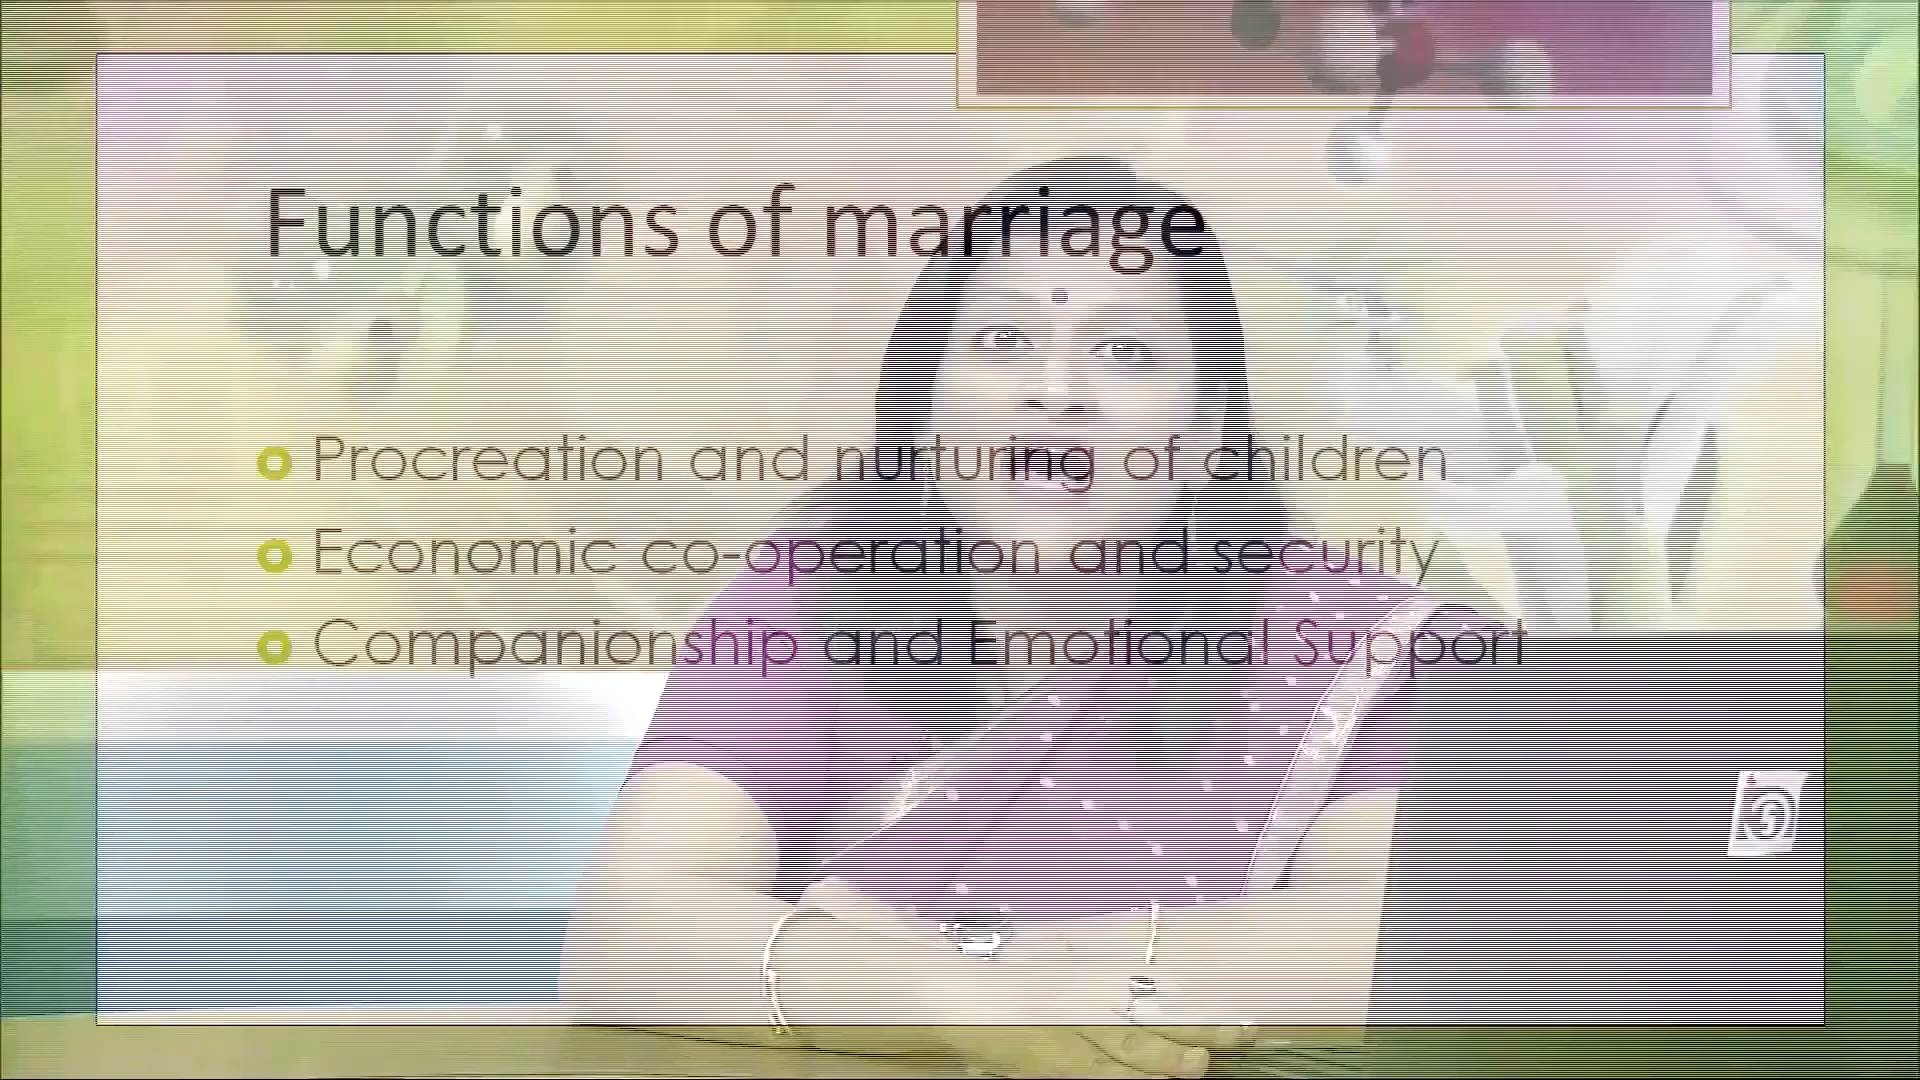 Functions of marriage
Procreation and nurturing of children
Economic co-operation and security
Companionship and Emotional Support